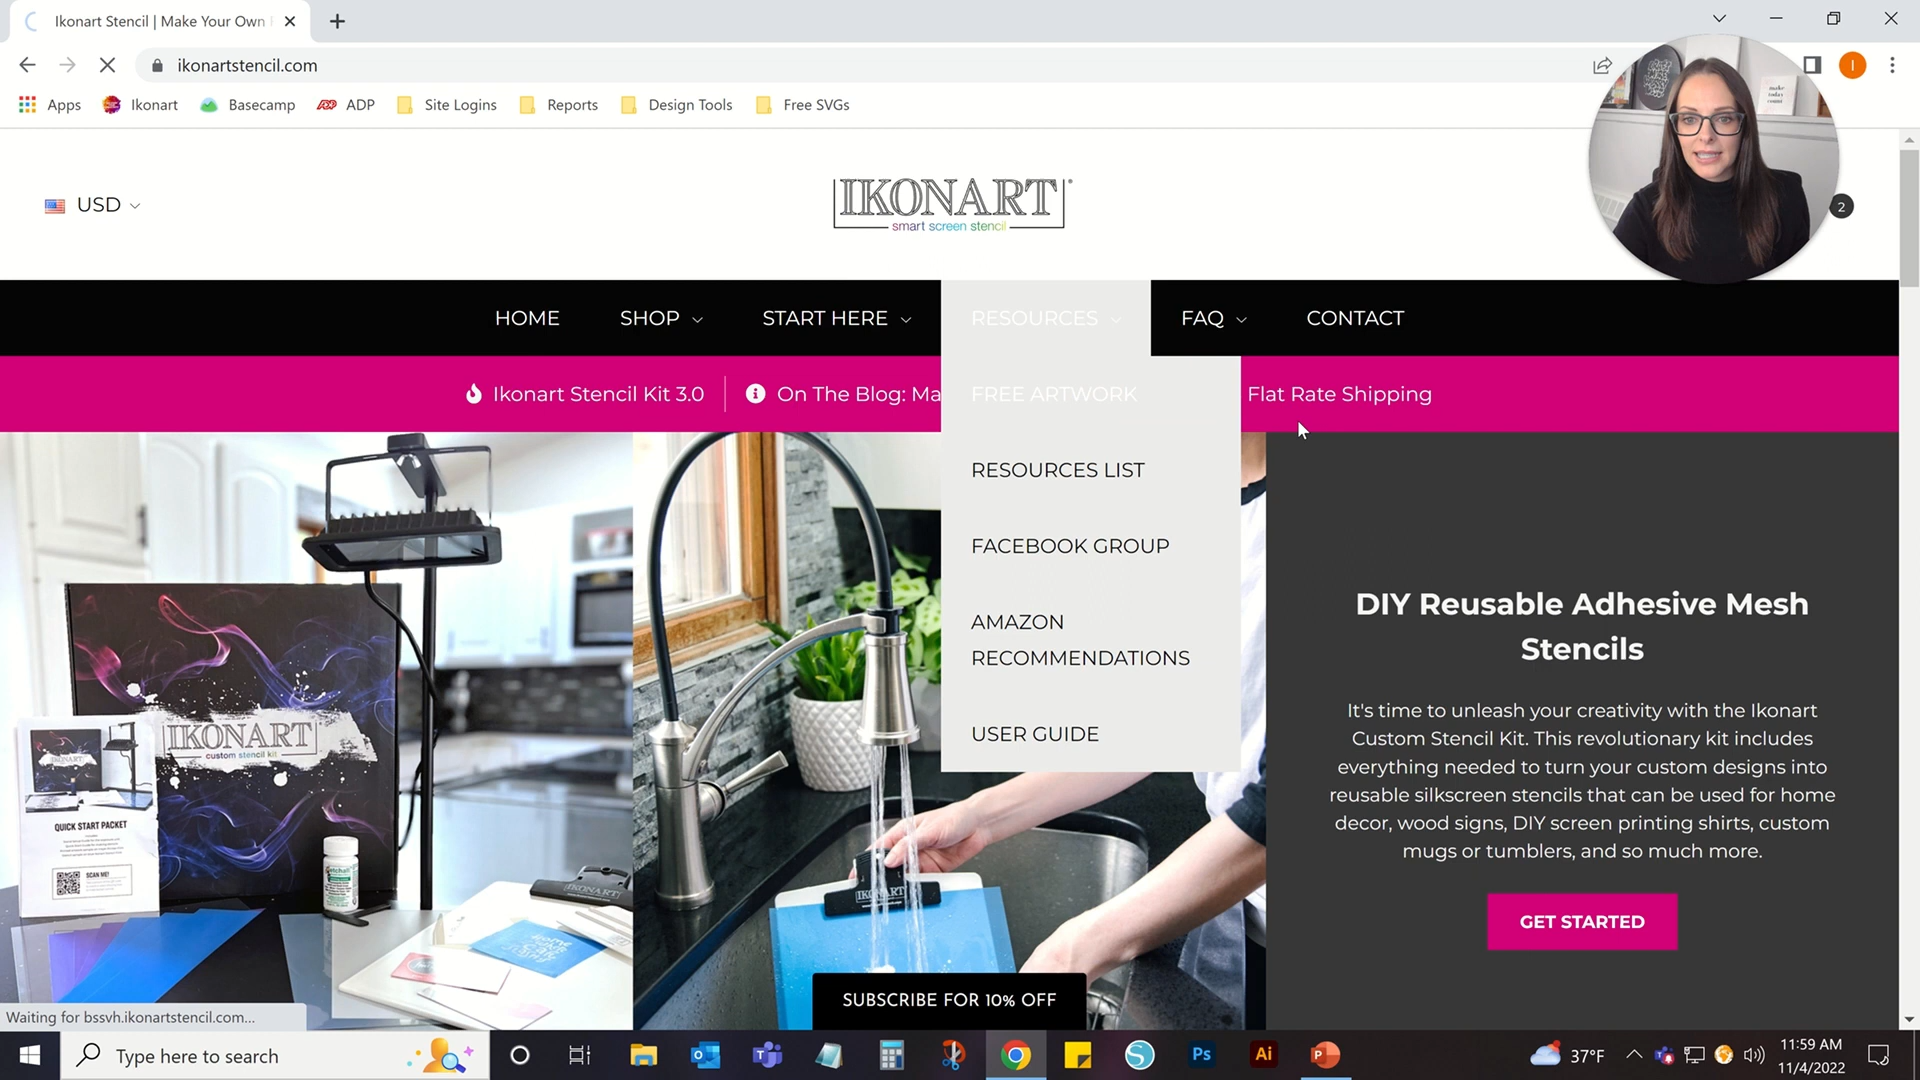 Ikonart Stencil | Make Your Own
ikonartstencil.com
Apps
Ikonart
Basecamp
ADP
Site Logins
Reports
Design Tools
Free SVGs
I
USD
IKONART®
smart screen stencil
2
HOME
SHOP
START HERE
RESOURCES
FAQ
CONTACT
Ikonart Stencil Kit 3.0
On The Blog: Ma
Flat Rate Shipping
FREE ARTWORK
RESOURCES LIST
FACEBOOK GROUP
AMAZON
RECOMMENDATIONS
USER GUIDE
IKONART
custom stencil kit
QUICK START PACKET
SCAN ME!
IKONART
DIY Reusable Adhesive Mesh
Stencils
It's time to unleash your creativity with the Ikonart
Custom Stencil Kit. This revolutionary kit includes
everything needed to turn your custom designs into
reusable silkscreen stencils that can be used for home
decor, wood signs, DIY screen printing shirts, custom
mugs or tumblers, and so much more.
GET STARTED
SUBSCRIBE FOR 10% OFF
Waiting for bssvh.ikonartstencil.com...
Type here to search
Ps
Ai
37°F
11:59 AM
11/4/2022